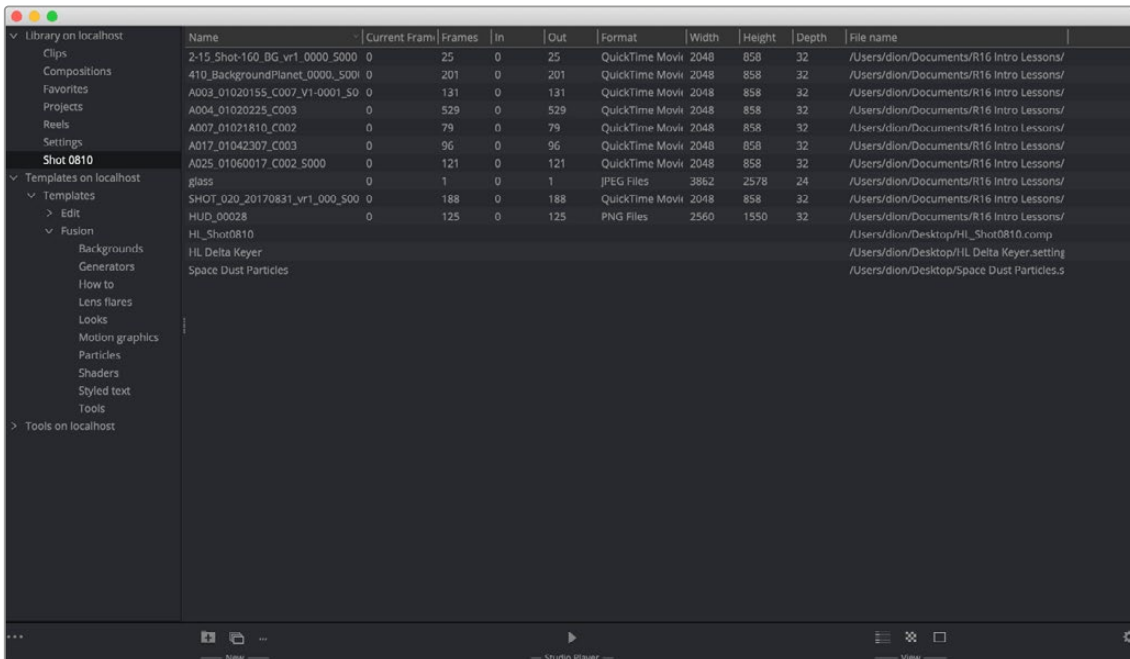 Library on localhost
Clips
Compositions
Favorites
Projects
Reels
Settings
Shot 0810
Templates on localhost
Templates
Edit
Fusion
Backgrounds
Generators
How to
Lens flares
Looks
Motion graphics
Particles
Shaders
Styled text
Tools
Tools on localhost
Name Current Fram Frames In Out Format Width Height Depth File name
2-15_Shot-160_BG_vr1_0000_S000 0 25 0 25 QuickTime Movi 2048 858 32 /Users/dion/Documents/R16 Intro Lessons/
410_BackgroundPlanet_0000._S00 0 201 0 201 QuickTime Movi 2048 858 32 /Users/dion/Documents/R16 Intro Lessons/
A003_01020155_C007_V1-0001_S0 0 131 0 131 QuickTime Movi 2048 858 32 /Users/dion/Documents/R16 Intro Lessons/
A004_01020225_C003 0 529 0 529 QuickTime Movi 2048 858 32 /Users/dion/Documents/R16 Intro Lessons/
A007_01021810_C002 0 79 0 79 QuickTime Movi 2048 858 32 /Users/dion/Documents/R16 Intro Lessons/
A017_01042307_C003 0 96 0 96 QuickTime Movi 2048 858 32 /Users/dion/Documents/R16 Intro Lessons/
A025_01060017_C002_S000 0 121 0 121 QuickTime Movi 2048 858 32 /Users/dion/Documents/R16 Intro Lessons/
glass 0 1 0 1 JPEG Files 3862 2578 24 /Users/dion/Documents/R16 Intro Lessons/
SHOT_020_20170831_vr1_000_S00 0 188 0 188 QuickTime Movi 2048 858 32 /Users/dion/Documents/R16 Intro Lessons/
HUD_00028 0 125 0 125 PNG Files 2560 1550 32 /Users/dion/Documents/R16 Intro Lessons/
HL_Shot0810 /Users/dion/Desktop/HL_Shot0810.comp
HL Delta Keyer /Users/dion/Desktop/HL Delta Keyer.setting
Space Dust Particles /Users/dion/Desktop/Space Dust Particles.s
New Studio Player View